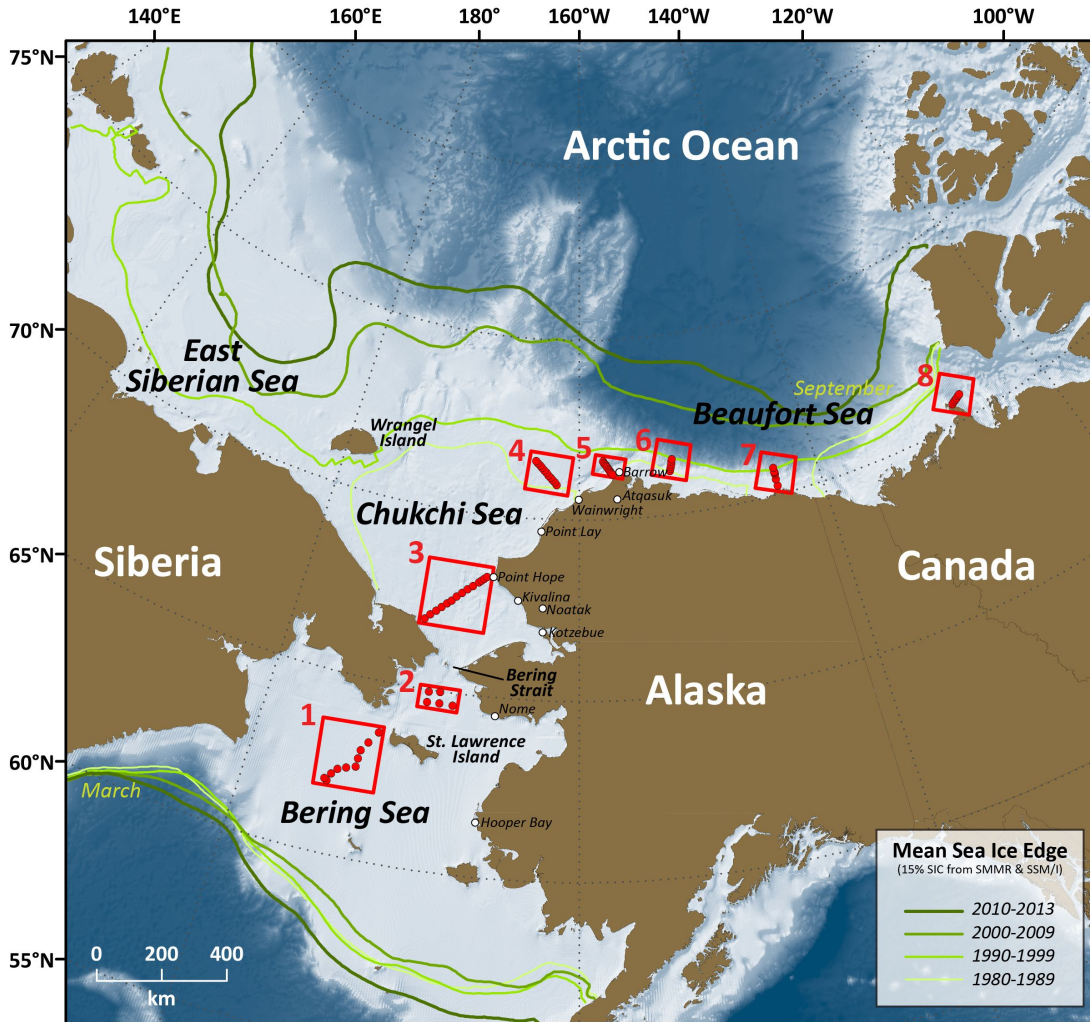 140°E 160°E 180° 160°W 140°W 120°W 100°W
75°N
Arctic Ocean
70°N
East
Siberian Sea
September
8
Beaufort Sea
Wrangel
Island
4
5
6
7
Barrow
Atqasuk
Wainwright
Chukchi Sea
Point Lay
65°N
Siberia
3
Canada
Point Hope
Kivalina
Noatak
Kotzebue
Bering
Strait
2
Alaska
1
Nome
St. Lawrence
Island
60°N
March
Bering Sea
Hooper Bay
Mean Sea Ice Edge
(15% SIC from SMMR & SSM/I)
2010-2013
2000-2009
1990-1999
1980-1989
55°N
0 200 400
km